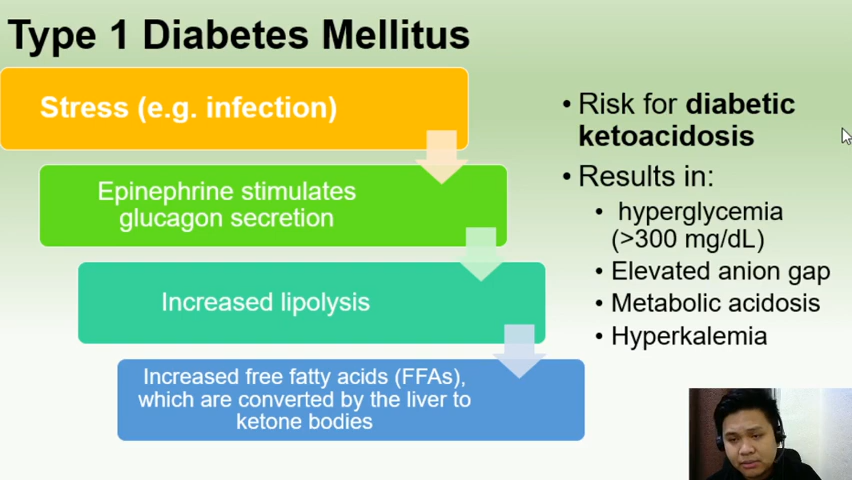 Type 1 Diabetes Mellitus
Stress (e.g. infection)
Epinephrine stimulates
glucagon secretion
Increased lipolysis
Increased free fatty acids (FFAs),
which are converted by the liver to
ketone bodies
• Risk for diabetic
ketoacidosis
• Results in:
• hyperglycemia
(>300 mg/dL)
• Elevated anion gap
• Metabolic acidosis
• Hyperkalemia